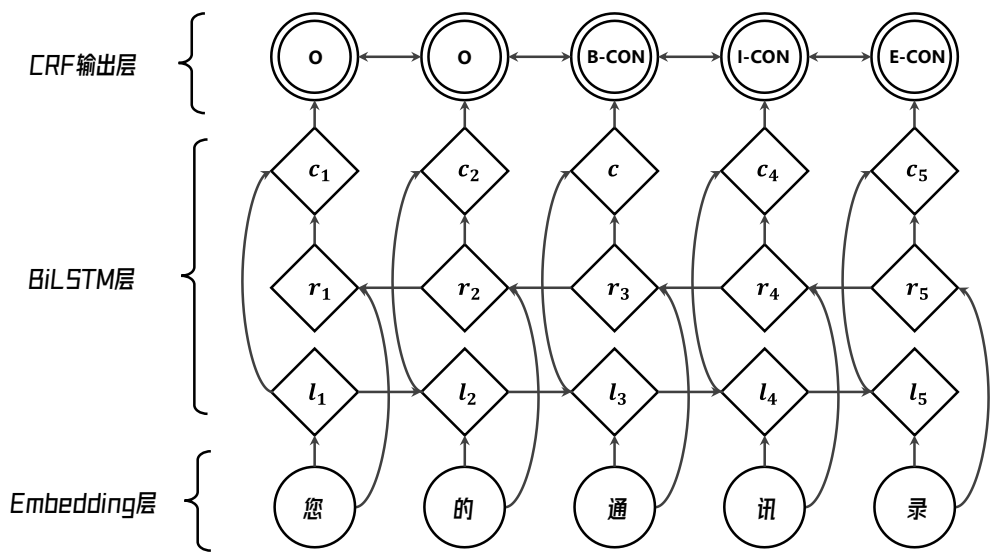 CRF输出层 O O B-CON I-CON E-CON
c1 c2 c c4 c5
BiLSTM层 r1 r2 r3 r4 r5
l1 l2 l3 l4 l5
Embedding层 您 的 通 讯 录